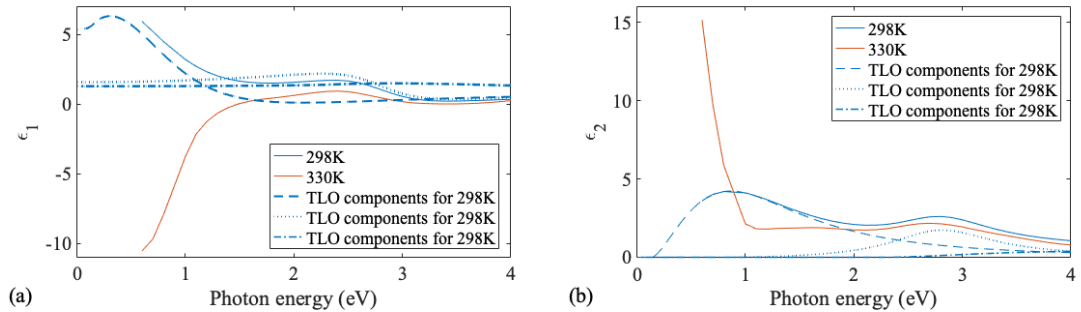 5
0
-5
-10
ϵ1
0
1
2
3
4
Photon energy (eV)
298K
330K
TLO components for 298K
TLO components for 298K
TLO components for 298K
(a)
15
10
5
0
ϵ2
0
1
2
3
4
Photon energy (eV)
298K
330K
TLO components for 298K
TLO components for 298K
TLO components for 298K
(b)